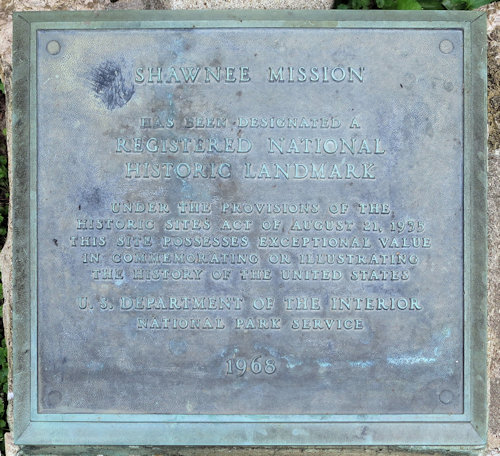 SHAWNEE MISSION
HAS BEEN DESIGNATED A
REGISTERED NATIONAL
HISTORIC LANDMARK
UNDER THE PROVISIONS OF THE
HISTORIC SITES ACT OF AUGUST 21, 1935
THIS SITE POSSESSES EXCEPTIONAL VALUE
IN COMMEMORATING OR ILLUSTRATING
THE HISTORY OF THE UNITED STATES
U. S. DEPARTMENT OF THE INTERIOR
NATIONAL PARK SERVICE
1968